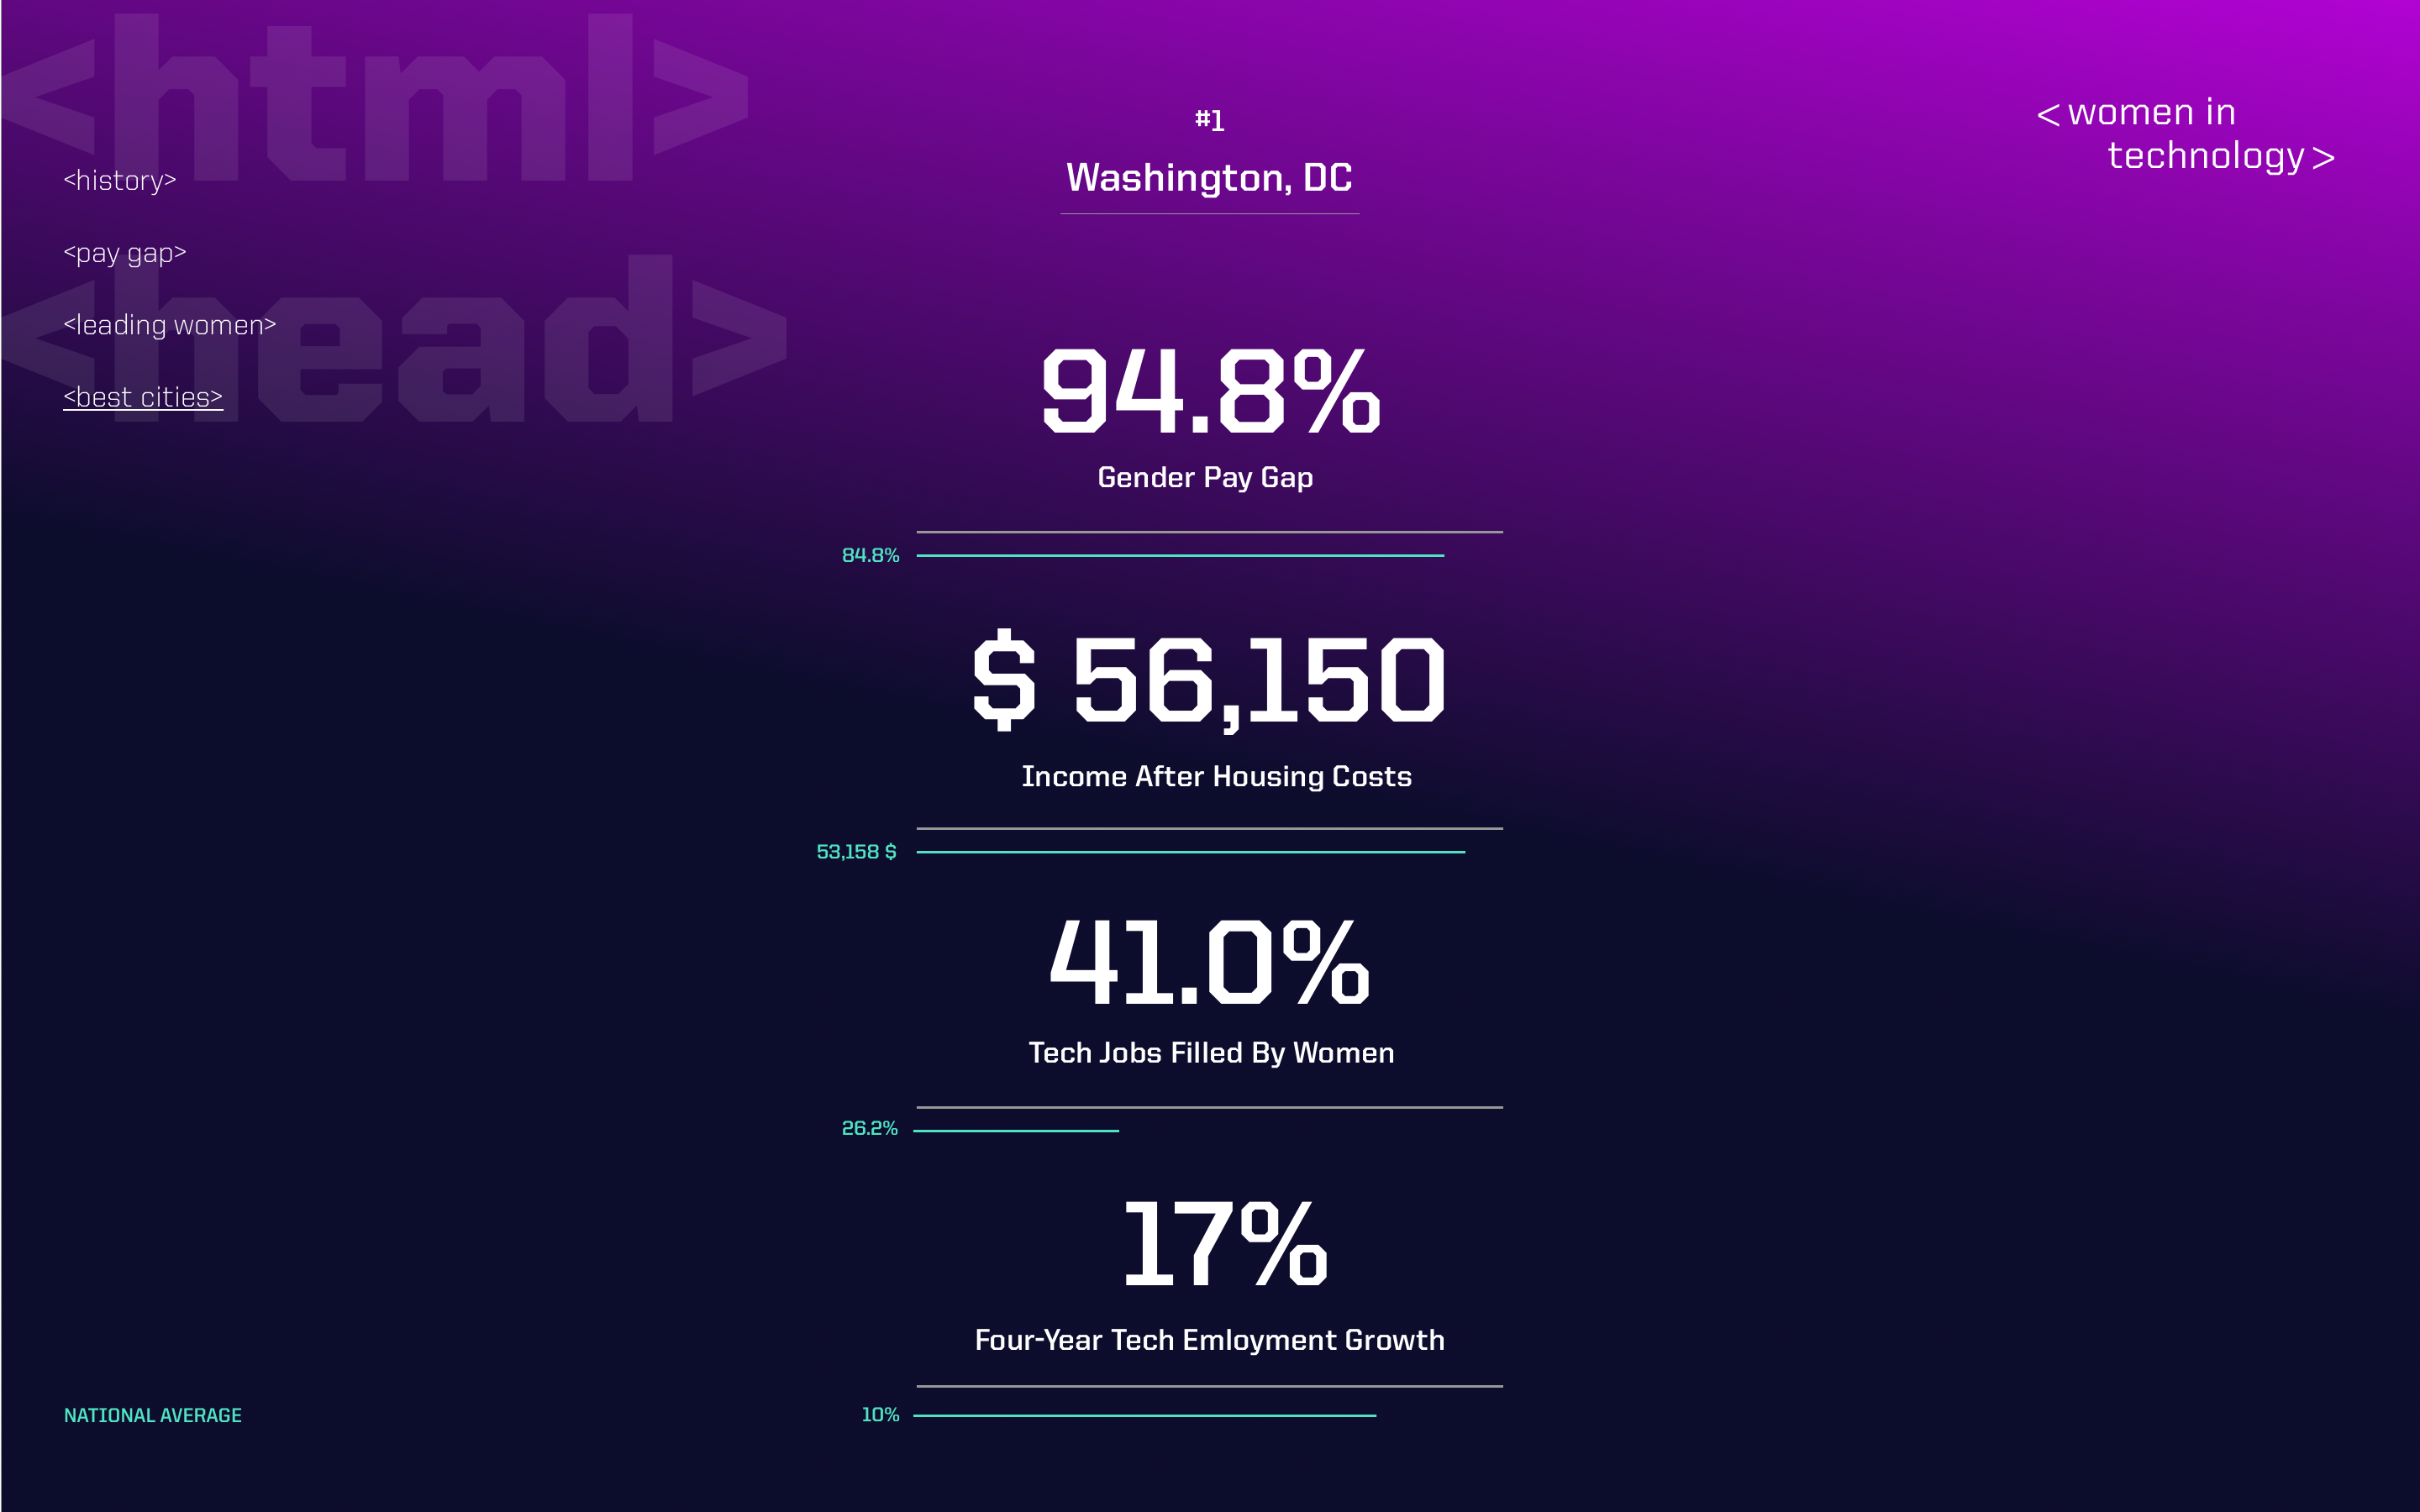 <html>
<head>
<history>
<pay gap>
<leading women>
<best cities>
#1
Washington, DC
< women in
technology >
94.8%
Gender Pay Gap
84.8%
$ 56,150
Income After Housing Costs
53,158 $
41.0%
Tech Jobs Filled By Women
26.2%
17%
Four-Year Tech Emloyment Growth
10%
NATIONAL AVERAGE